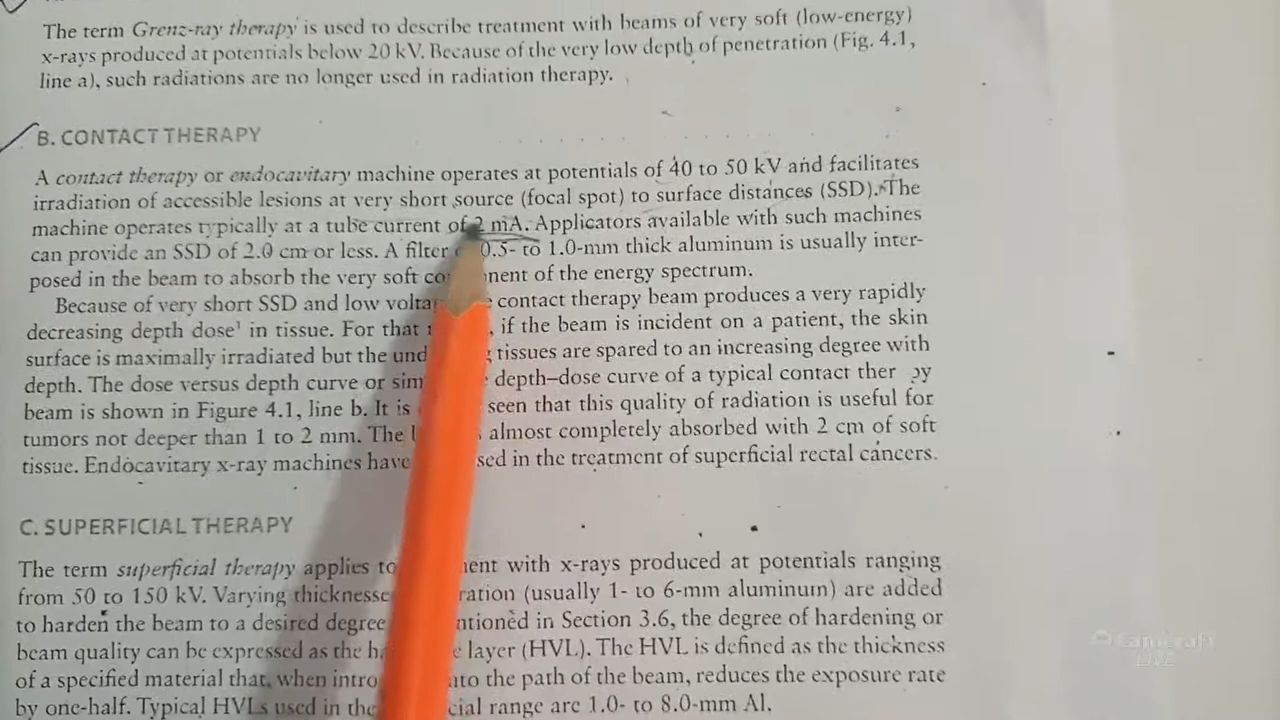 The term Grenz-ray therapy is used to describe treatment with beams of very soft (low-energy)
x-rays produced at potentials below 20 kV. Because of the very low depth of penetration (Fig. 4.1,
line a), such radiations are no longer used in radiation therapy.
B. CONTACT THERAPY
A contact therapy or endocavitary machine operates at potentials of 40 to 50 kV and facilitates
irradiation of accessible lesions at very short source (focal spot) to surface distances (SSD). The
machine operates typically at a tube current of 2 mA. Applicators available with such machines
can provide an SSD of 2.0 cm or less. A filter 0.5- to 1.0-mm thick aluminum is usually inter-
posed in the beam to absorb the very soft of the energy spectrum.
Because of very short SSD and low contact therapy beam produces a very rapidly
decreasing depth dose¹ in tissue. For that , if the beam is incident on a patient, the skin
surface is maximally irradiated but the tissues are spared to an increasing degree with
depth. The dose versus depth curve or depth–dose curve of a typical contact
beam is shown in Figure 4.1, line b. It is seen that this quality of radiation is useful for
tumors not deeper than 1 to 2 mm. The almost completely absorbed with 2 cm of soft
tissue. Endocavitary x-ray machines have in the treatment of superficial rectal cancers.
C. SUPERFICIAL THERAPY
The term superficial therapy applies to with x-rays produced at potentials ranging
from 50 to 150 kV. Varying (usually 1- to 6-mm aluminum) are added
to harden the beam to a desired degree in Section 3.6, the degree of hardening or
beam quality can be expressed as the layer (HVL). The HVL is defined as the thickness
of a specified material that, when the path of the beam, reduces the exposure rate
by one-half. Typical HVLs used in the range are 1.0- to 8.0-mm Al.